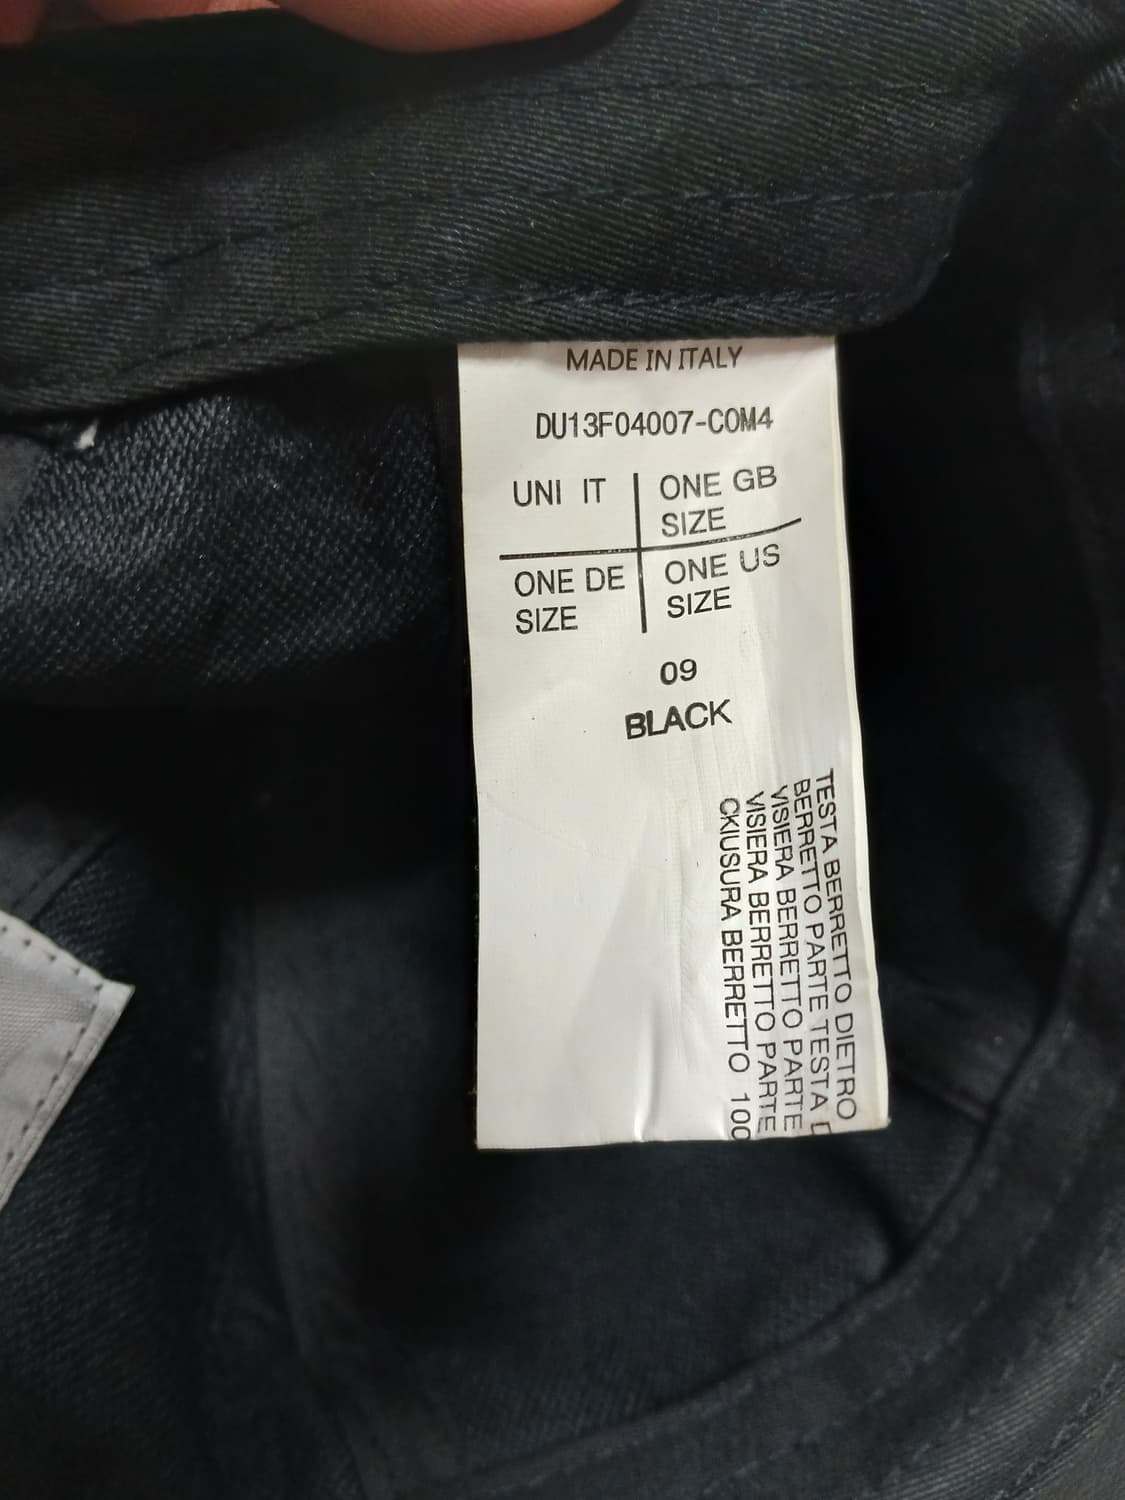 MADE IN ITALY
DU13F04007-COM4
UNI IT
ONE GB
SIZE
ONE DE
SIZE
ONE US
SIZE
09
BLACK
TESTA BERRETTO DIETRO
BERRETTO PARTE TESTA
VISIERA BERRETTO PARTE
VISIERA BERRETTO PARTE
CKIUSURA BERRETTO 100